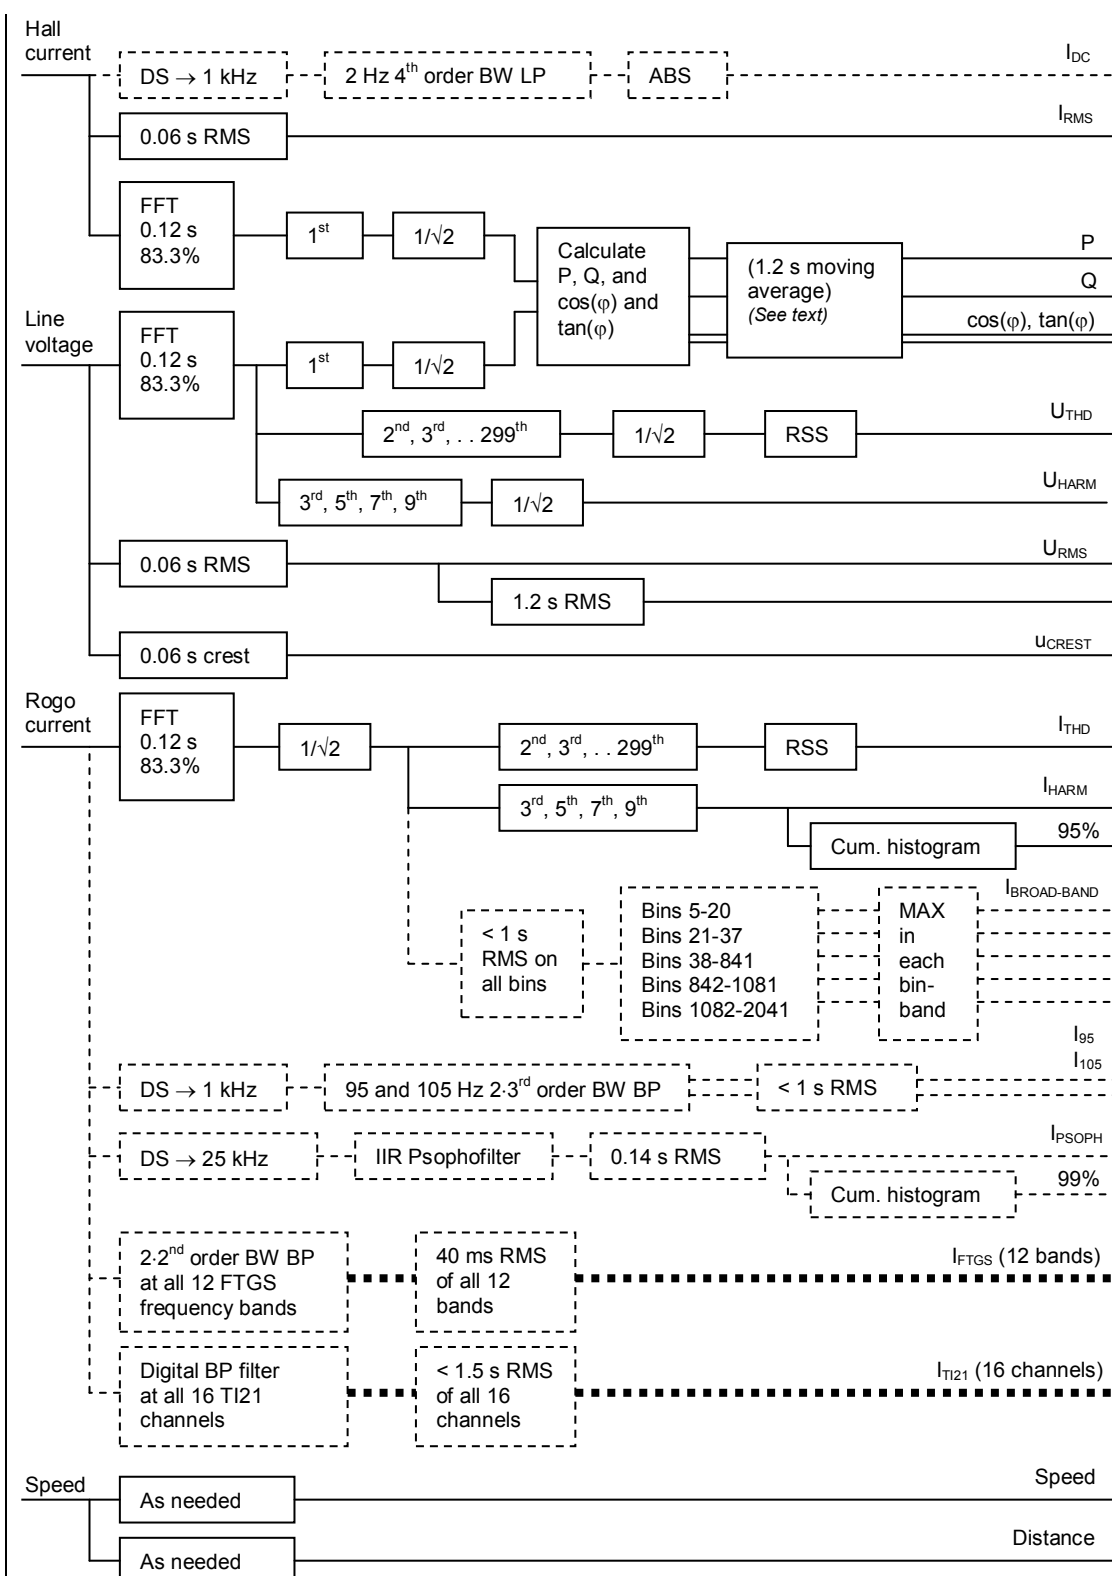 Hall
current
DS → 1 kHz
2 Hz 4th order BW LP
ABS
IDC
0.06 s RMS
IRMS
FFT
0.12 s
83.3%
1st
1/√2
Calculate
P, Q, and
cos(φ) and
tan(φ)
(1.2 s moving
average)
(See text)
P
Q
cos(φ), tan(φ)
Line
voltage
FFT
0.12 s
83.3%
1st
1/√2
2nd, 3rd, . . 299th
1/√2
RSS
UTHD
3rd, 5th, 7th, 9th
1/√2
UHARM
0.06 s RMS
URMS
1.2 s RMS
0.06 s crest
uCREST
Rogo
current
FFT
0.12 s
83.3%
1/√2
2nd, 3rd, . . 299th
RSS
ITHD
3rd, 5th, 7th, 9th
IHARM
Cum. histogram
95%
< 1 s
RMS on
all bins
Bins 5-20
Bins 21-37
Bins 38-841
Bins 842-1081
Bins 1082-2041
MAX
in
each
bin-
band
IBROAD-BAND
DS → 1 kHz
95 and 105 Hz 2·3rd order BW BP
< 1 s RMS
I95
I105
DS → 25 kHz
IIR Psophofilter
0.14 s RMS
IPSOPH
Cum. histogram
99%
2·2nd order BW BP
at all 12 FTGS
frequency bands
40 ms RMS
of all 12
bands
IFTGS (12 bands)
Digital BP filter
at all 16 TI21
channels
< 1.5 s RMS
of all 16
channels
ITI21 (16 channels)
Speed
As needed
Speed
As needed
Distance